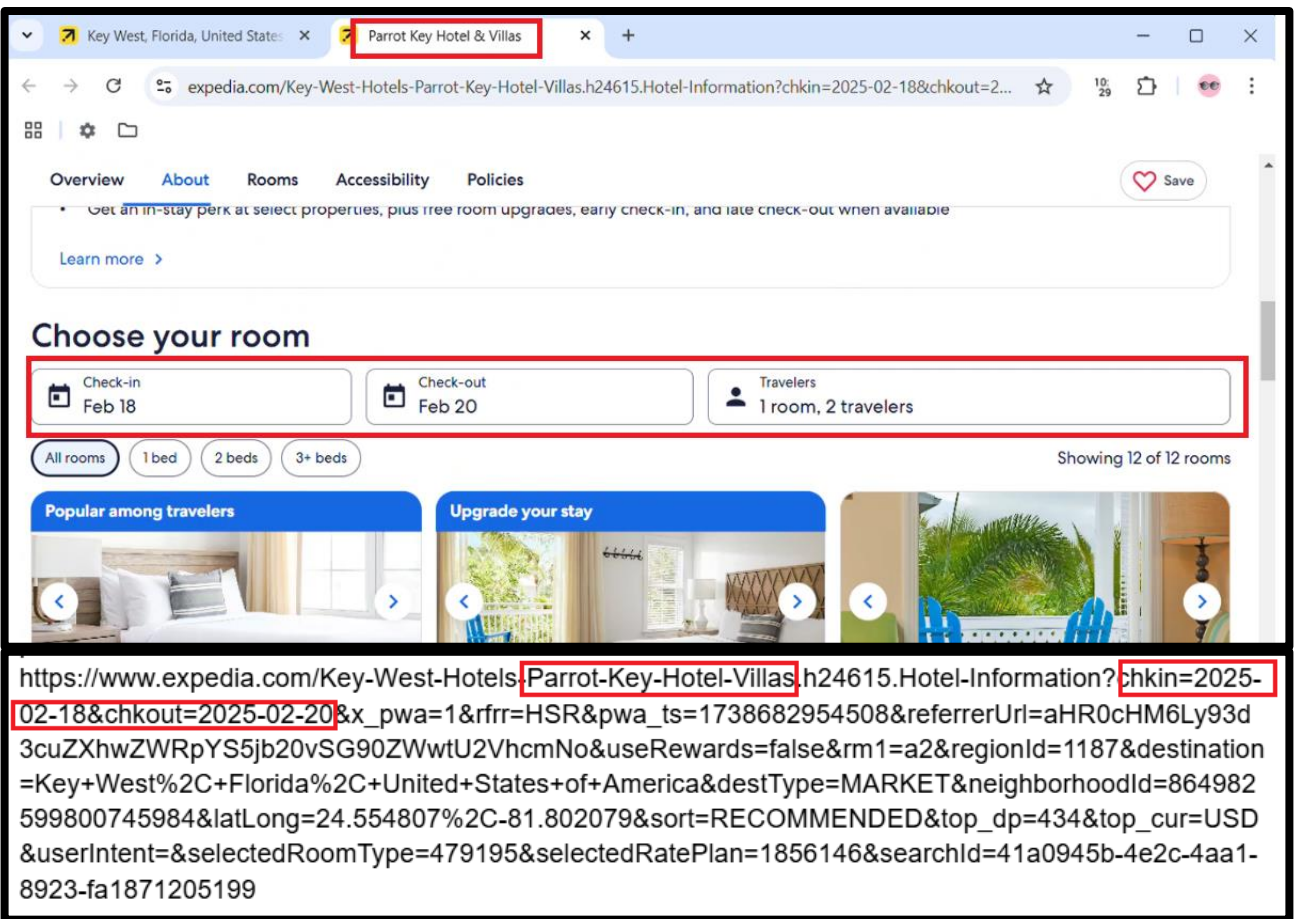 Key West, Florida, United States
Parrot Key Hotel & Villas
expedia.com/Key-West-Hotels-Parrot-Key-Hotel-Villas.h24615.Hotel-Information?chkin=2025-02-18&chkout=2...
10:
29
Overview About Rooms Accessibility Policies
Save
• Get an in-stay perk at select properties, plus free room upgrades, early check-in, and late check-out when available
Learn more
Choose your room
Check-in
Feb 18
Check-out
Feb 20
Travelers
1 room, 2 travelers
All rooms 1 bed 2 beds 3+ beds
Showing 12 of 12 rooms
Popular among travelers
Upgrade your stay
https://www.expedia.com/Key-West-Hotels-Parrot-Key-Hotel-Villas.h24615.Hotel-Information?chkin=2025-
02-18&chkout=2025-02-20&x_pwa=1&rfrr=HSR&pwa_ts=1738682954508&referrerUrl=aHR0cHM6Ly93d
3cuZXhwZWRpYS5jb20vSG90ZWwtU2VhcmNo&useRewards=false&rm1=a2&regionId=1187&destination
=Key+West%2C+Florida%2C+United+States+of+America&destType=MARKET&neighborhoodId=864982
599800745984&latLong=24.554807%2C-81.802079&sort=RECOMMENDED&top_dp=434&top_cur=USD
&userIntent=&selectedRoomType=479195&selectedRatePlan=1856146&searchId=41a0945b-4e2c-4aa1-
8923-fa1871205199